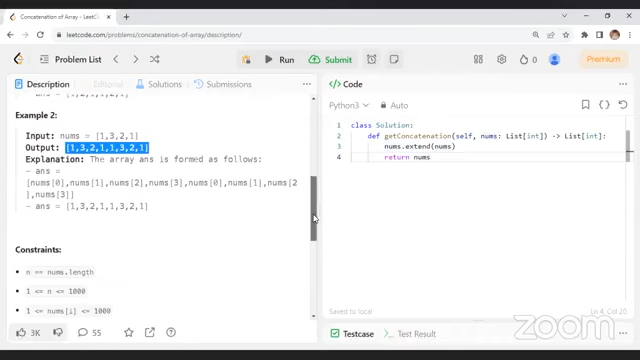 Concatenation of Array - LeetC
leetcode.com/problems/concatenation-of-array/description/
Problem List
Run
Submit
0
Premium
Description
Editorial
Solutions
Submissions
Code
Python3
Auto
Example 2:
Input: nums = [1,3,2,1]
Output: [1,3,2,1,1,3,2,1]
Explanation: The array ans is formed as follows:
- ans =
[nums[0],nums[1],nums[2],nums[3],nums[0],nums[1],nums[2
],nums[3]]
- ans = [1,3,2,1,1,3,2,1]
Constraints:
• n == nums.length
• 1 <= n <= 1000
• 1 <= nums[i] <= 1000
1 class Solution:
2 def getConcatenation(self, nums: List[int]) -> List[int]:
3 nums.extend(nums)
4 return nums
Saved to local
Ln 4, Col 20
3K
55
Testcase
Test Result
zoom